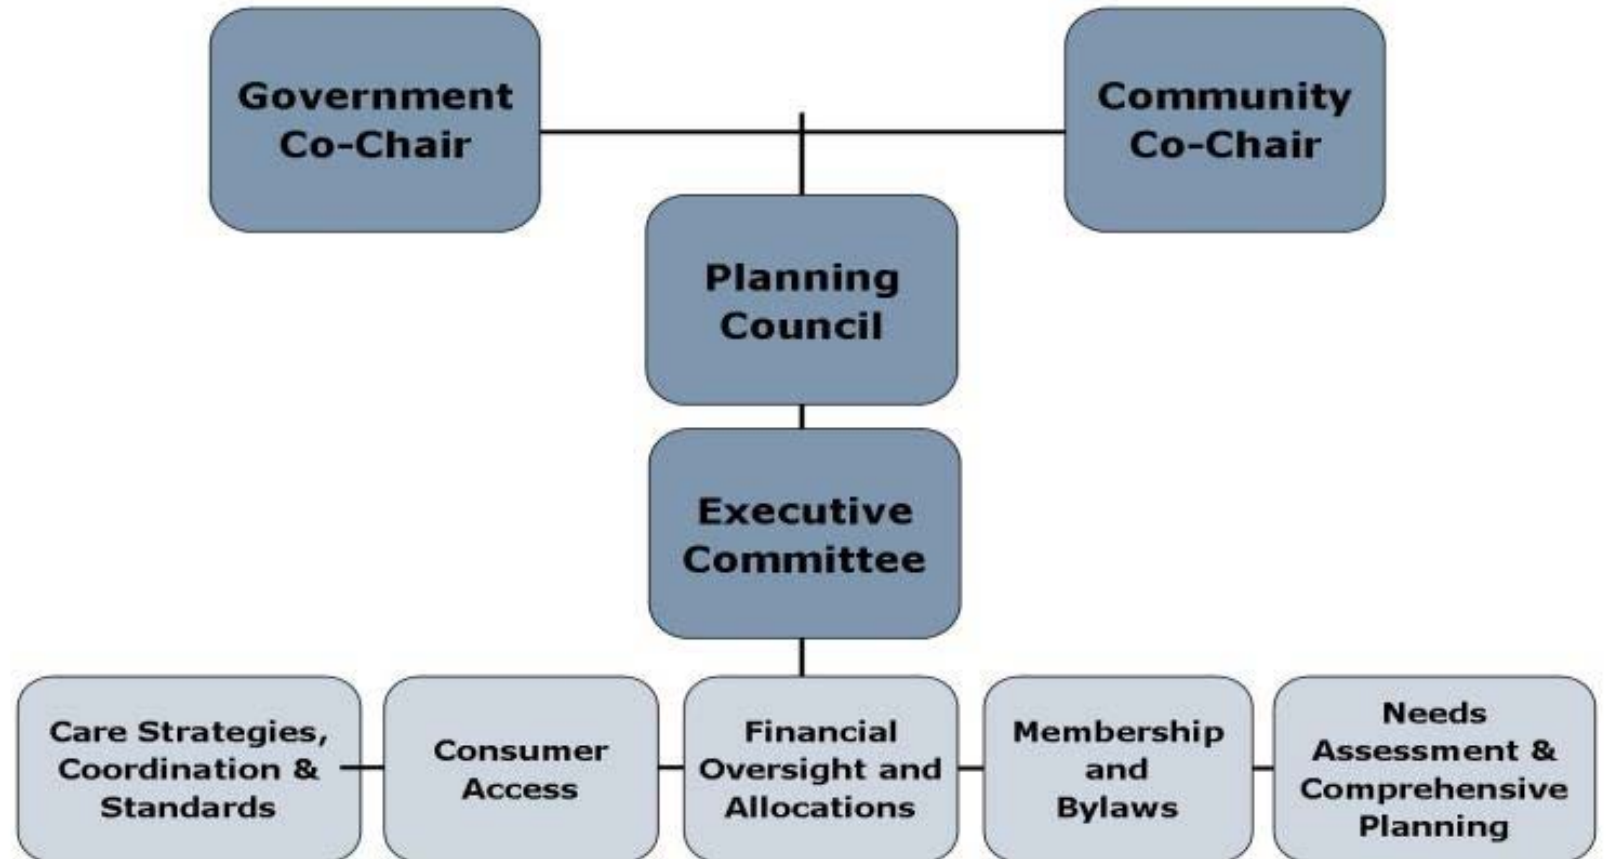 Government
Co-Chair
Community
Co-Chair
Planning
Council
Executive
Committee
Care Strategies,
Coordination &
Standards
Consumer
Access
Financial
Oversight and
Allocations
Membership
and
Bylaws
Needs
Assessment &
Comprehensive
Planning